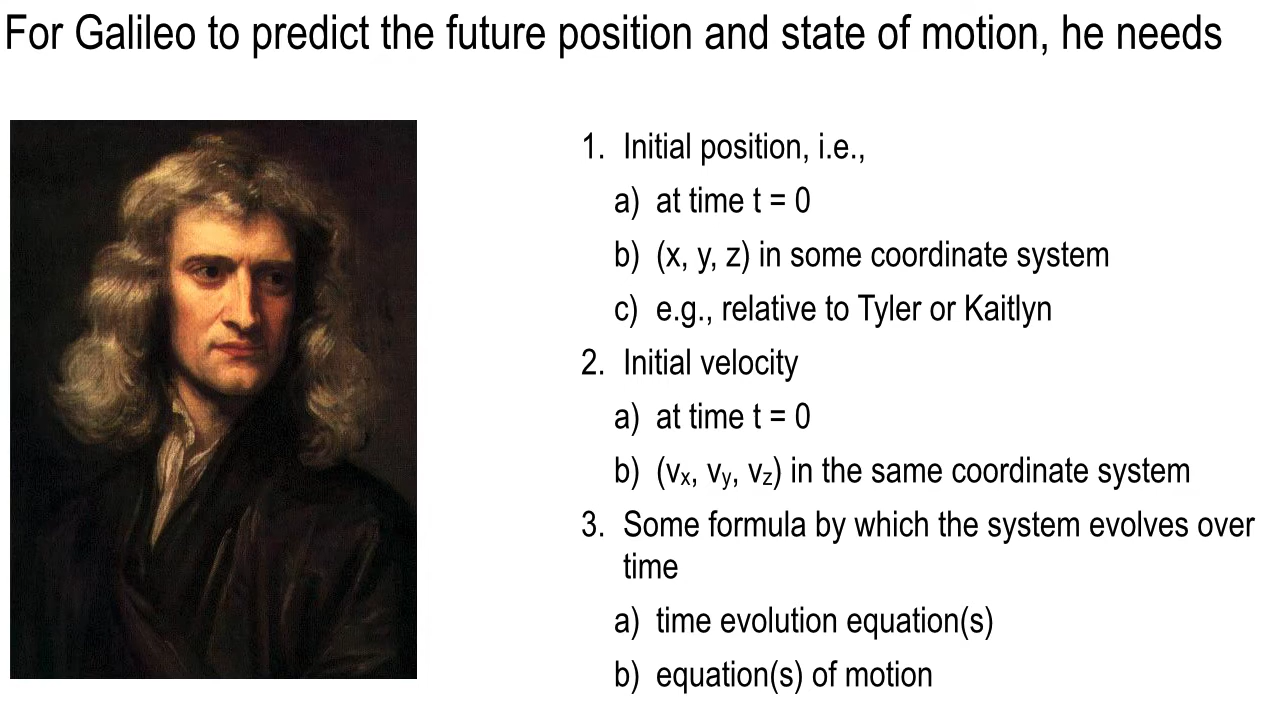 For Galileo to predict the future position and state of motion, he needs
1. Initial position, i.e.,
a) at time t = 0
b) (x, y, z) in some coordinate system
c) e.g., relative to Tyler or Kaitlyn
2. Initial velocity
a) at time t = 0
b) (vx, vy, vz) in the same coordinate system
3. Some formula by which the system evolves over
time
a) time evolution equation(s)
b) equation(s) of motion